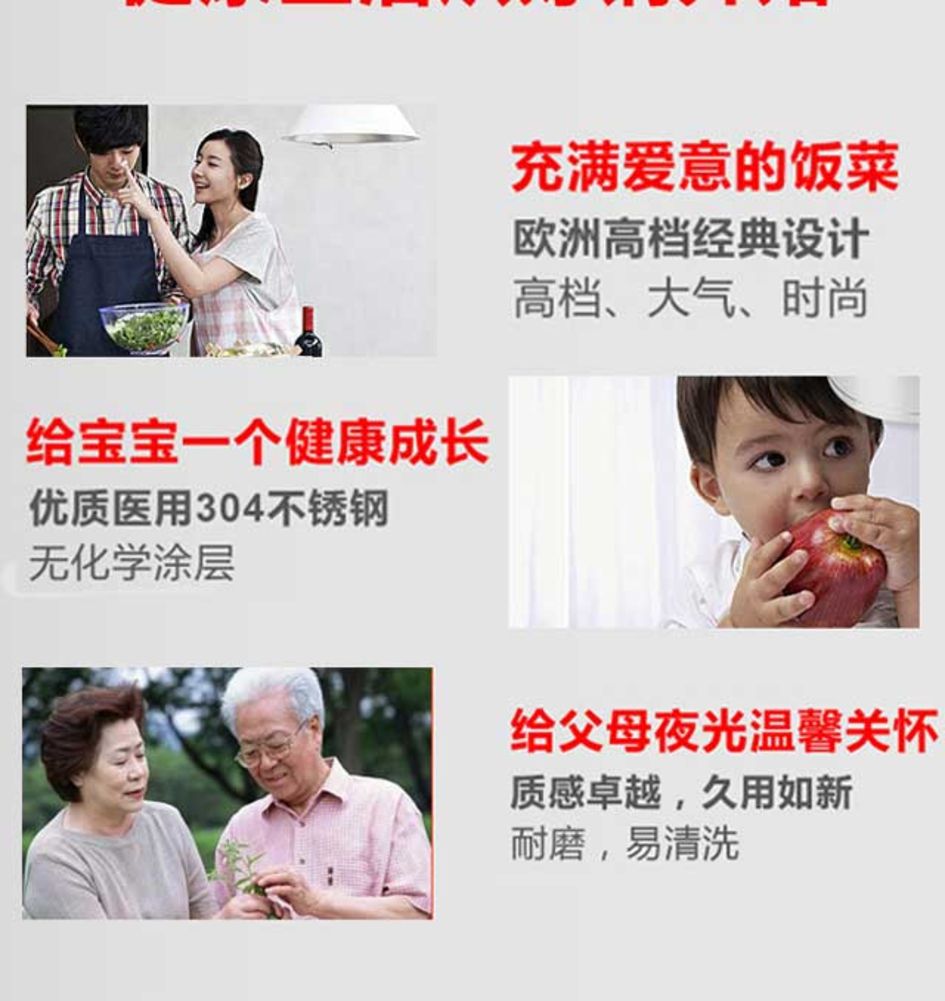 充满爱意的饭菜
欧洲高档经典设计
高档、大气、时尚
给宝宝一个健康成长
优质医用304不锈钢
无化学涂层
给父母夜光温馨关怀
质感卓越，久用如新
耐磨，易清洗